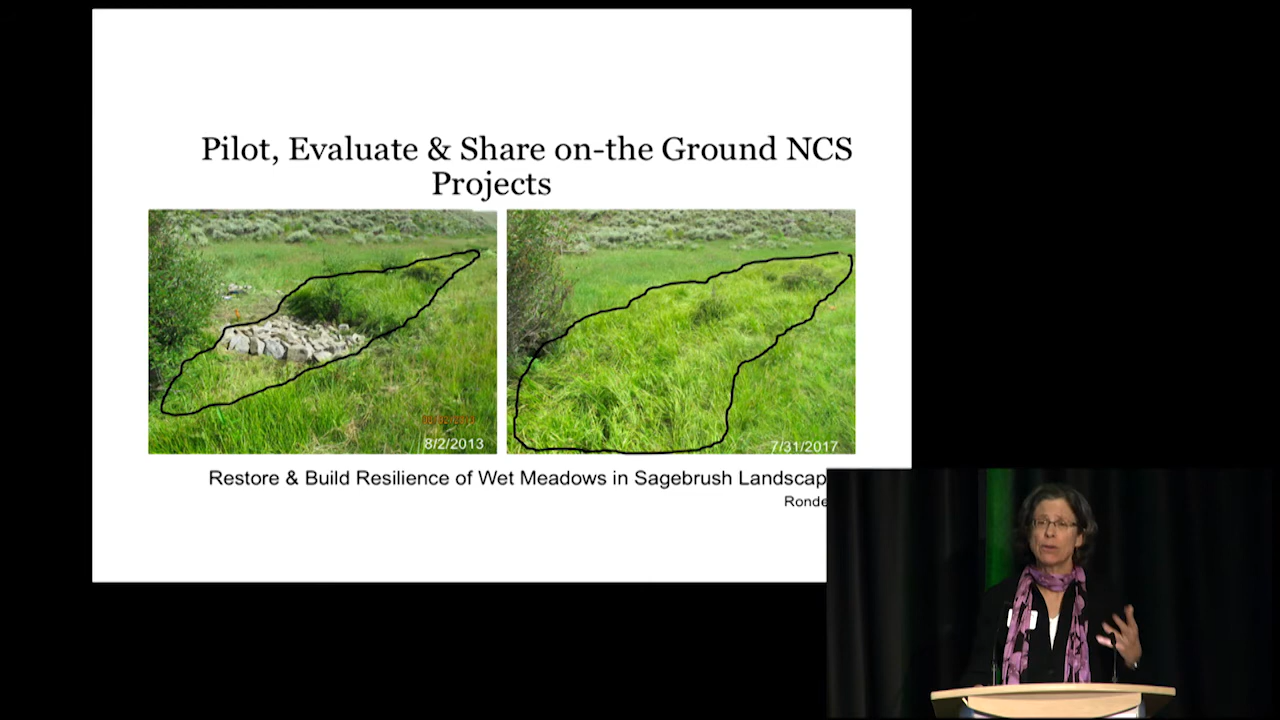 Pilot, Evaluate & Share on-the Ground NCS
Projects
8/2/2013
7/31/2017
Restore & Build Resilience of Wet Meadows in Sagebrush Landscap
Ronde